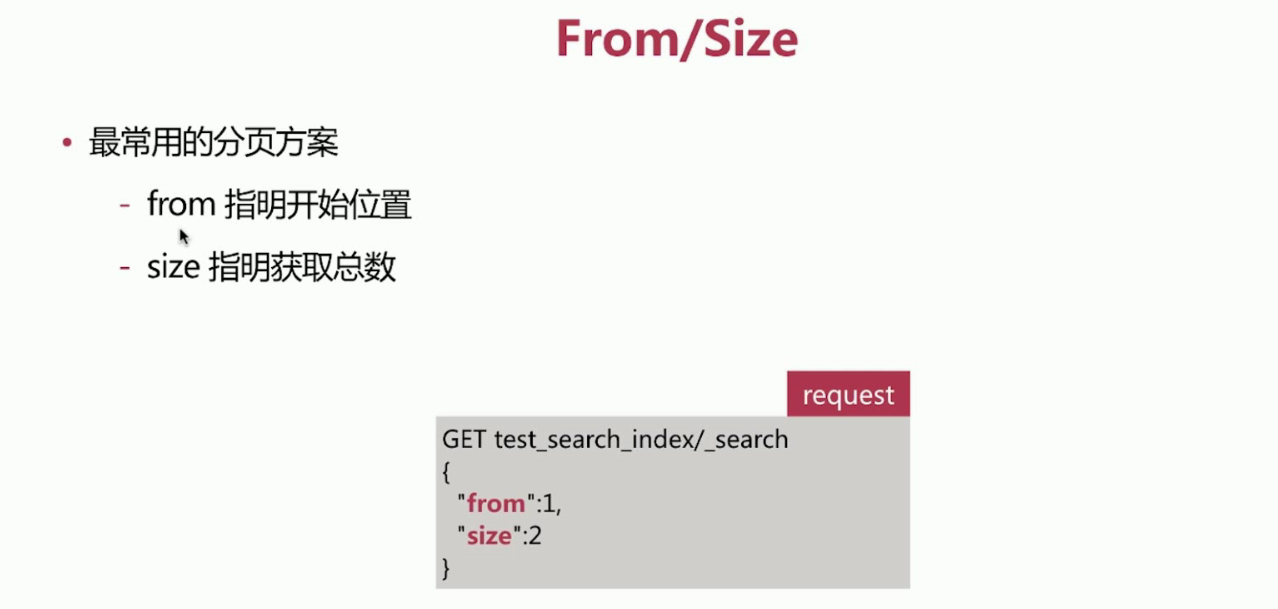 From/Size
• 最常用的分页方案
- from 指明开始位置
- size 指明获取总数
request
GET test_search_index/_search
{
"from":1,
"size":2
}